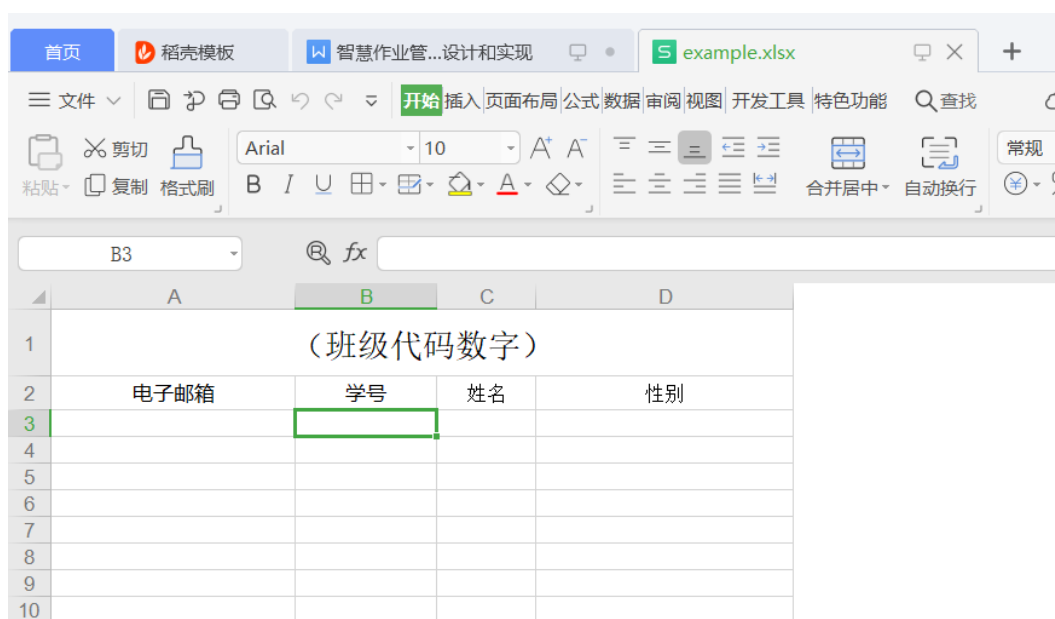 首页 稻壳模板 智慧作业管...设计和实现 example.xlsx
文件 开始 插入 页面布局 公式 数据 审阅 视图 开发工具 特色功能 查找
剪切 Arial 10 常规
粘贴 复制 格式刷 B I U A 合并居中 自动换行
B3 fx
A B C D
1 （班级代码数字）
2 电子邮箱 学号 姓名 性别
3
4
5
6
7
8
9
10